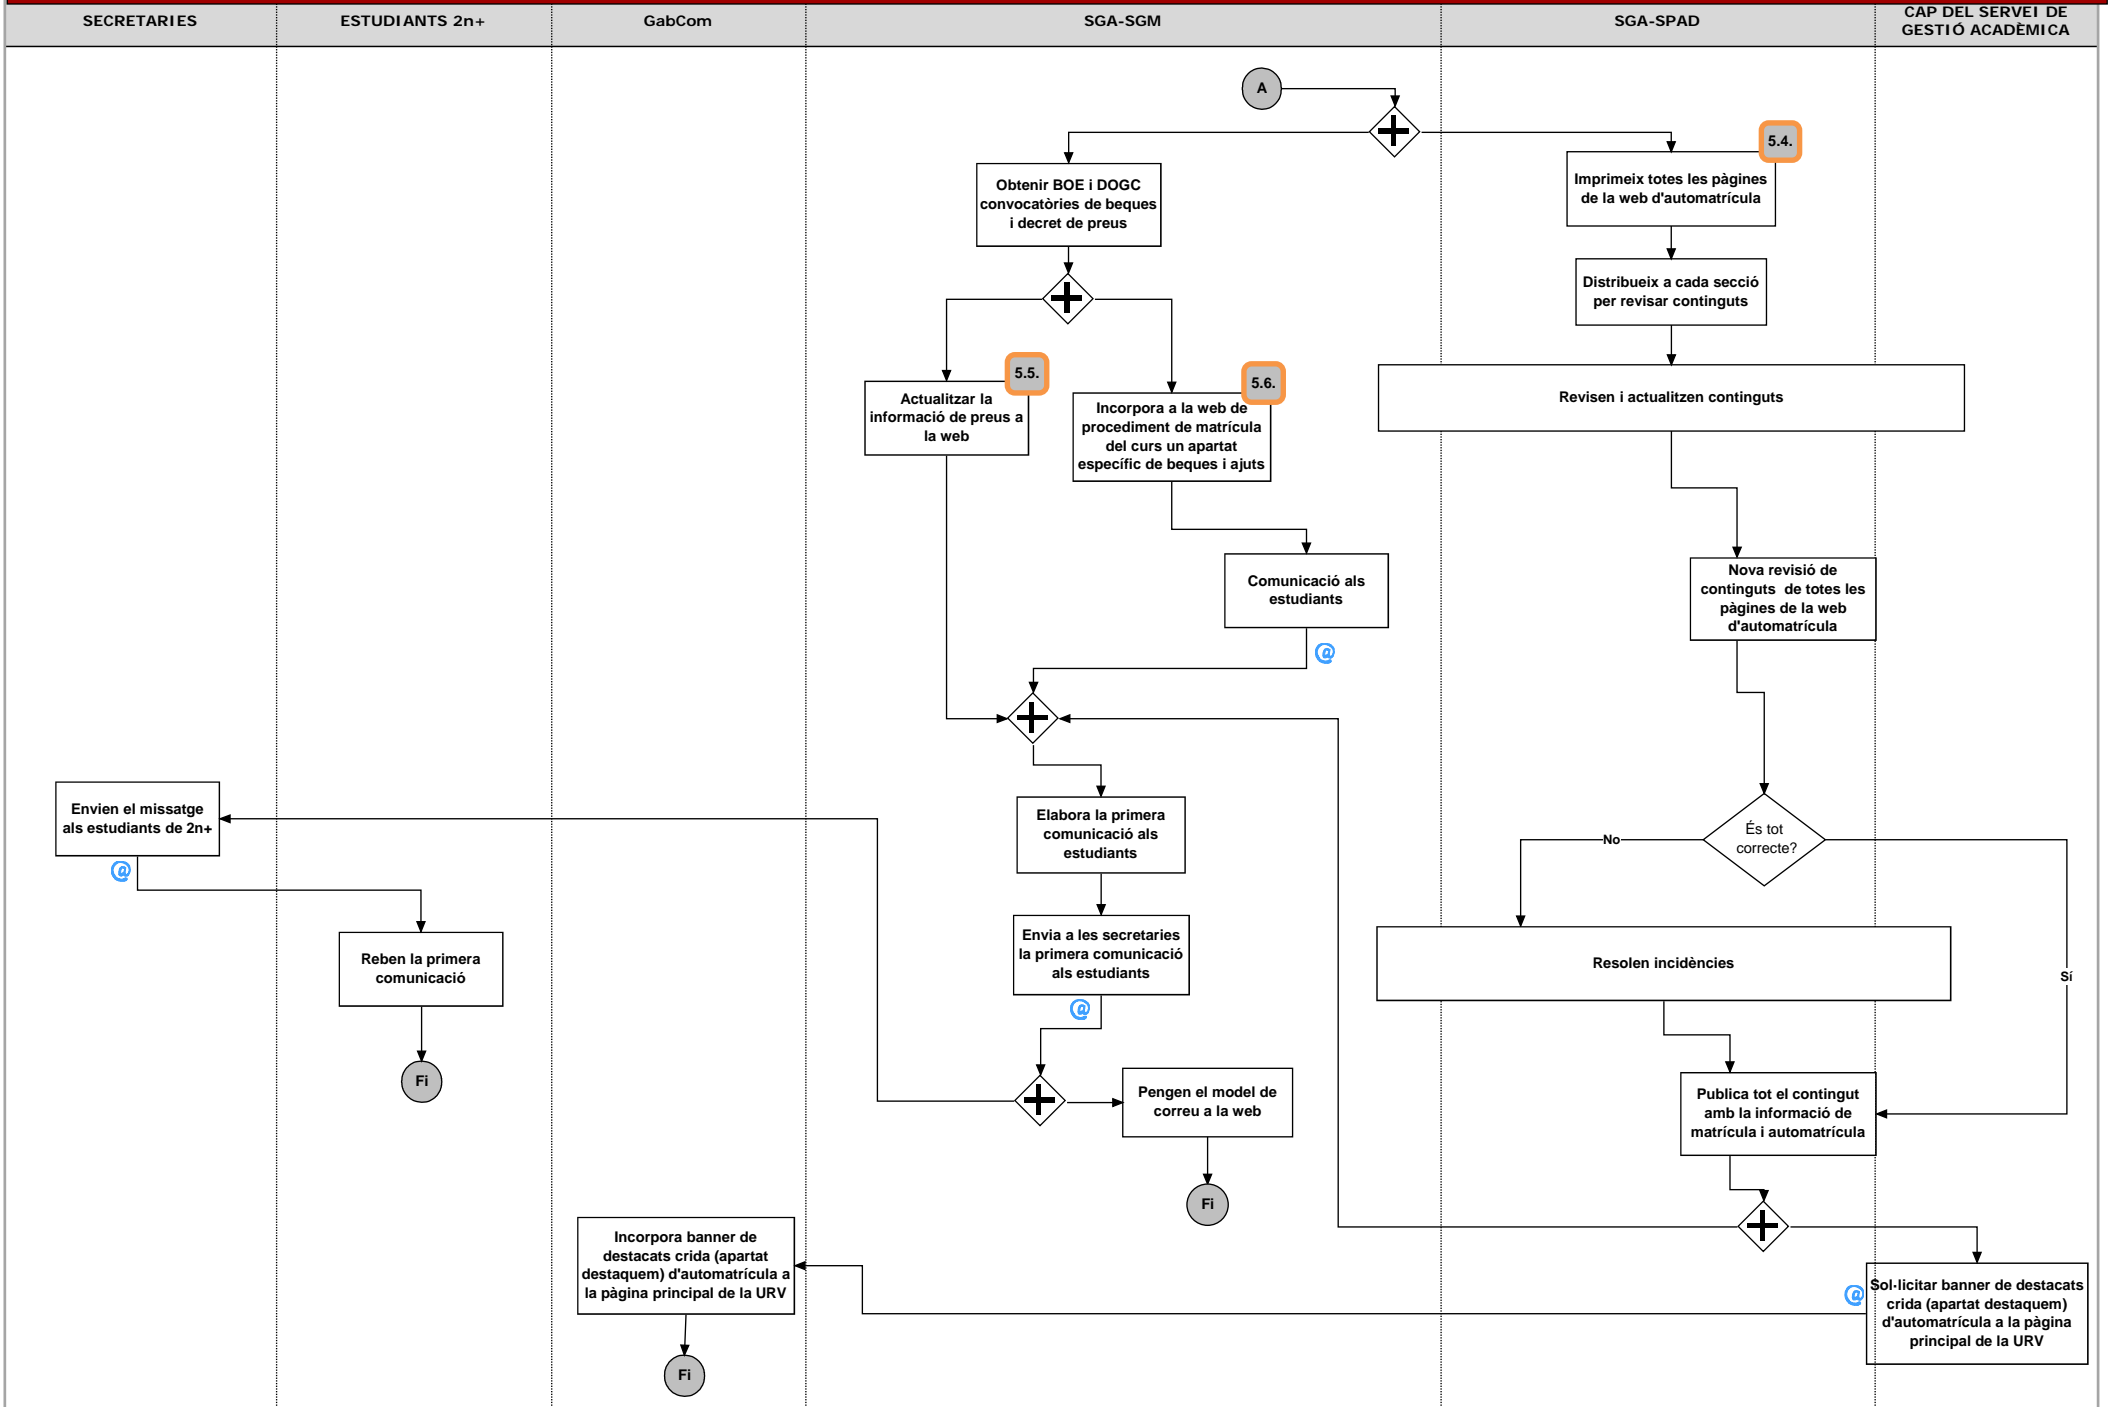 SECRETARIES
ESTUDIANTS 2n+
GabCom
SGA-SGM
SGA-SPAD
CAP DEL SERVEI DE
GESTIÓ ACADÈMICA
A
5.4.
Imprimeix totes les pàgines
de la web d'automatrícula
Obtenir BOE i DOGC
convocatòries de beques
i decret de preus
Distribueix a cada secció
per revisar continguts
5.5.
Actualitzar la
informació de preus a
la web
5.6.
Incorpora a la web de
procediment de matrícula
del curs un apartat
específic de beques i ajuts
Revisen i actualitzen continguts
Comunicació als
estudiants
@
Nova revisió de
continguts de totes les
pàgines de la web
d'automatrícula
Envien el missatge
als estudiants de 2n+
@
Elabora la primera
comunicació als
estudiants
És tot
correcte?
No
Sí
Reben la primera
comunicació
Fi
Envia a les secretaries
la primera comunicació
als estudiants
@
Resolen incidències
Pengen el model de
correu a la web
Fi
Publica tot el contingut
amb la informació de
matrícula i automatrícula
Incorpora banner de
destacats crida (apartat
destaquem) d'automatrícula a
la pàgina principal de la URV
Fi
@
Sol·licitar banner de destacats
crida (apartat destaquem)
d'automatrícula a la pàgina
principal de la URV